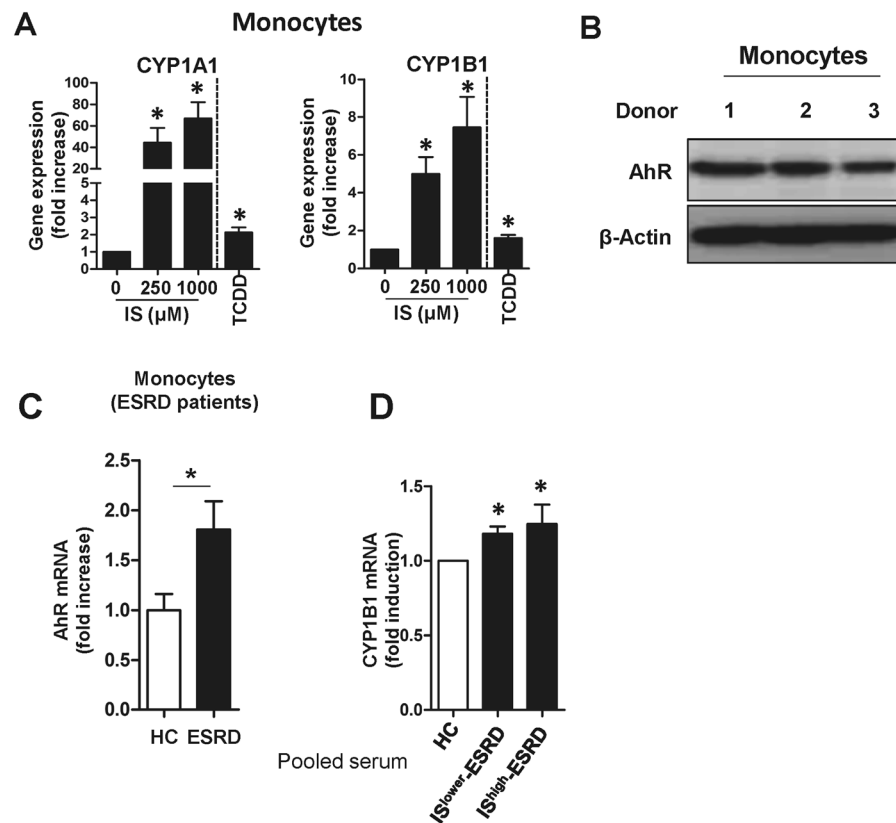 A
Monocytes
CYP1A1
Gene expression
(fold increase)
100
80
60
40
20
5
4
3
2
1
0
*
*
*
0 250 1000
IS (µM)
TCDD
CYP1B1
Gene expression
(fold increase)
10
8
6
4
2
0
*
*
*
0 250 1000
IS (µM)
TCDD
B
Monocytes
Donor 1 2 3
AhR
β-Actin
C
Monocytes
(ESRD patients)
AhR mRNA
(fold increase)
2.5
2.0
1.5
1.0
0.5
0.0
*
HC ESRD
D
CYP1B1 mRNA
(fold induction)
1.5
1.0
0.5
0.0
*
*
Pooled serum
HC
ISlower-ESRD
IShigh-ESRD